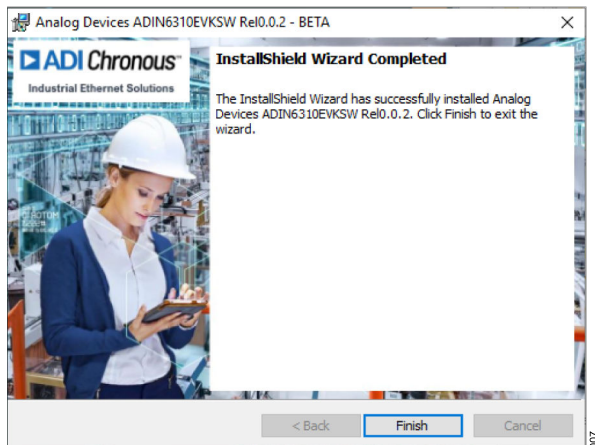 Analog Devices ADIN6310EVKSW Rel0.0.2 - BETA
ADI Chronous™
Industrial Ethernet Solutions
InstallShield Wizard Completed
The InstallShield Wizard has successfully installed Analog
Devices ADIN6310EVKSW Rel0.0.2. Click Finish to exit the
wizard.
< Back
Finish
Cancel